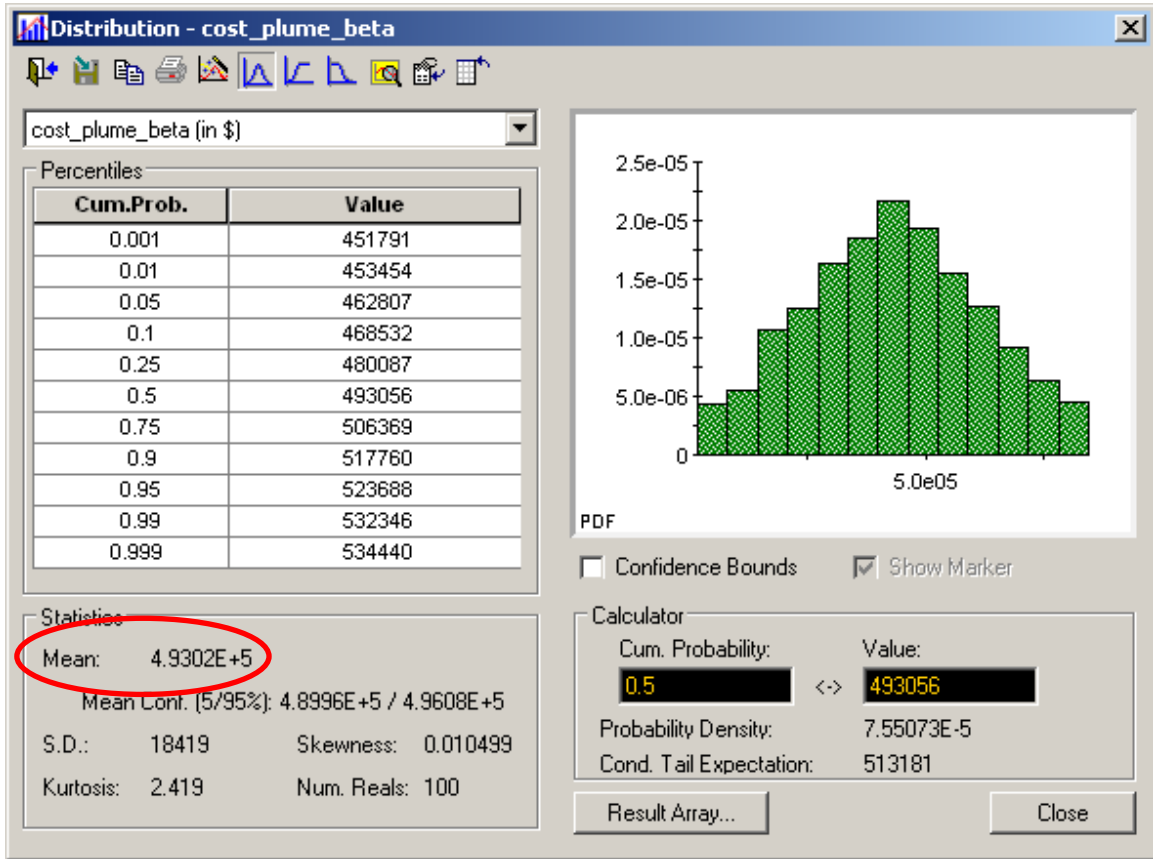 Distribution - cost_plume_beta
cost_plume_beta (in $)
Percentiles
Cum.Prob. Value
0.001 451791
0.01 453454
0.05 462807
0.1 468532
0.25 480087
0.5 493056
0.75 506369
0.9 517760
0.95 523688
0.99 532346
0.999 534440
2.5e-05
2.0e-05
1.5e-05
1.0e-05
5.0e-06
0
5.0e05
PDF
Confidence Bounds Show Marker
Statistics
Mean: 4.9302E+5
Mean Conf. (5/95%): 4.8996E+5 / 4.9608E+5
S.D.: 18419 Skewness: 0.010499
Kurtosis: 2.419 Num. Reals: 100
Calculator
Cum. Probability: Value:
0.5 <-> 493056
Probability Density: 7.55073E-5
Cond. Tail Expectation: 513181
Result Array... Close